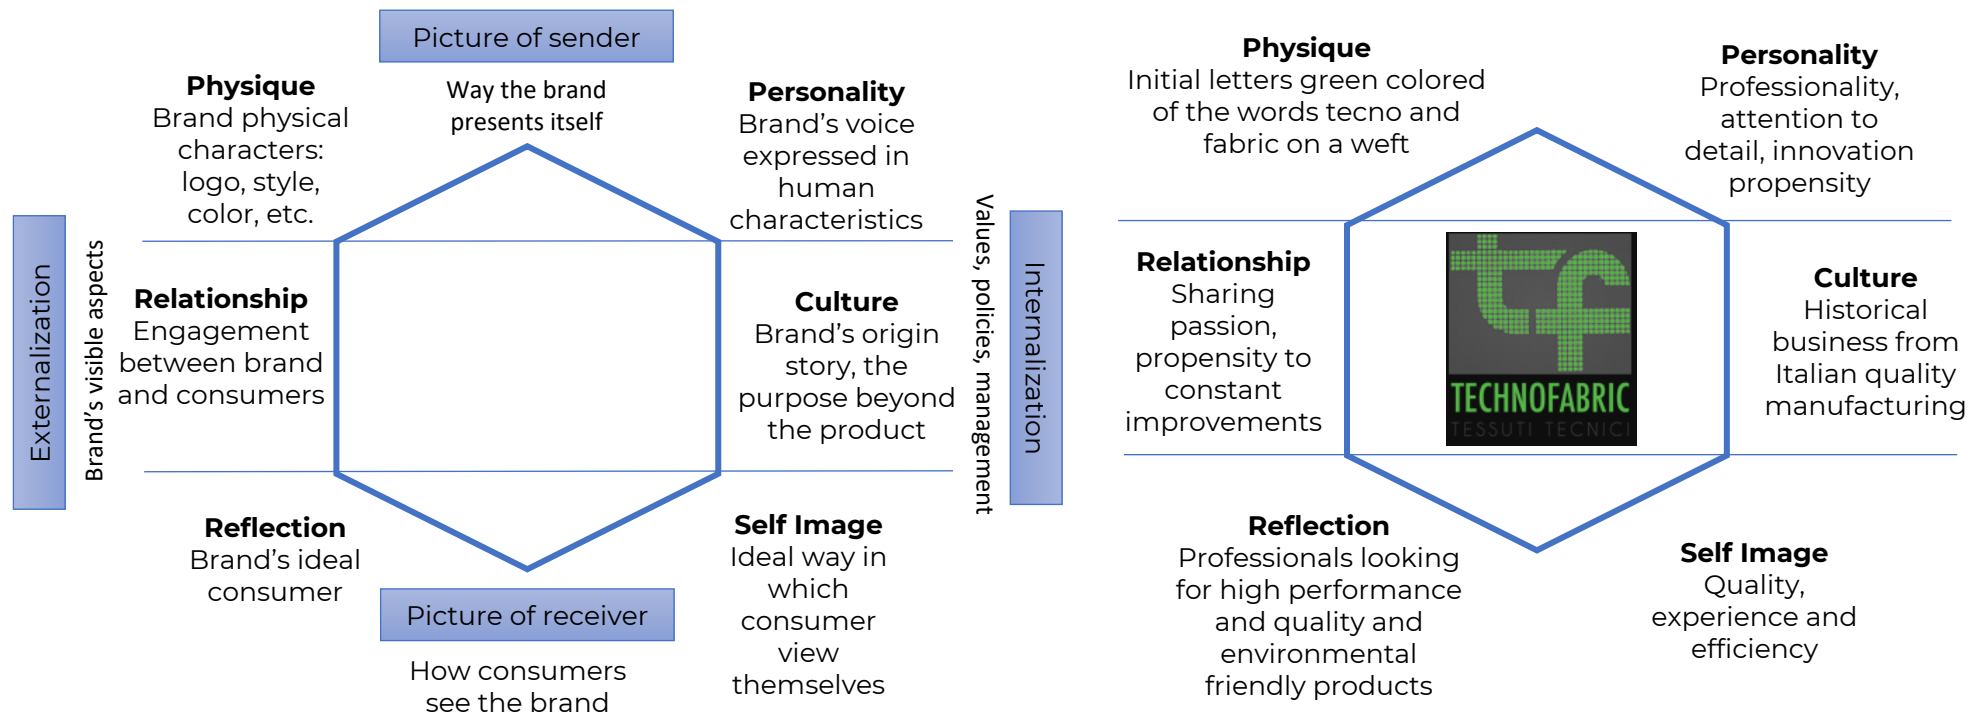 Picture of sender
Way the brand
presents itself
Physique
Brand physical
characters:
logo, style,
color, etc.
Personality
Brand’s voice
expressed in
human
characteristics
Externalization
Brand’s visible aspects
Relationship
Engagement
between brand
and consumers
Culture
Brand’s origin
story, the
purpose beyond
the product
Values, policies, management
Internalization
Reflection
Brand’s ideal
consumer
Self Image
Ideal way in
which
consumer
view
themselves
Picture of receiver
How consumers
see the brand
Physique
Initial letters green colored
of the words tecno and
fabric on a weft
Personality
Professionality,
attention to
detail, innovation
propensity
Relationship
Sharing
passion,
propensity to
constant
improvements
tf
TECHNOFABRIC
TESSUTI TECNICI
Culture
Historical
business from
Italian quality
manufacturing
Reflection
Professionals looking
for high performance
and quality and
environmental
friendly products
Self Image
Quality,
experience and
efficiency